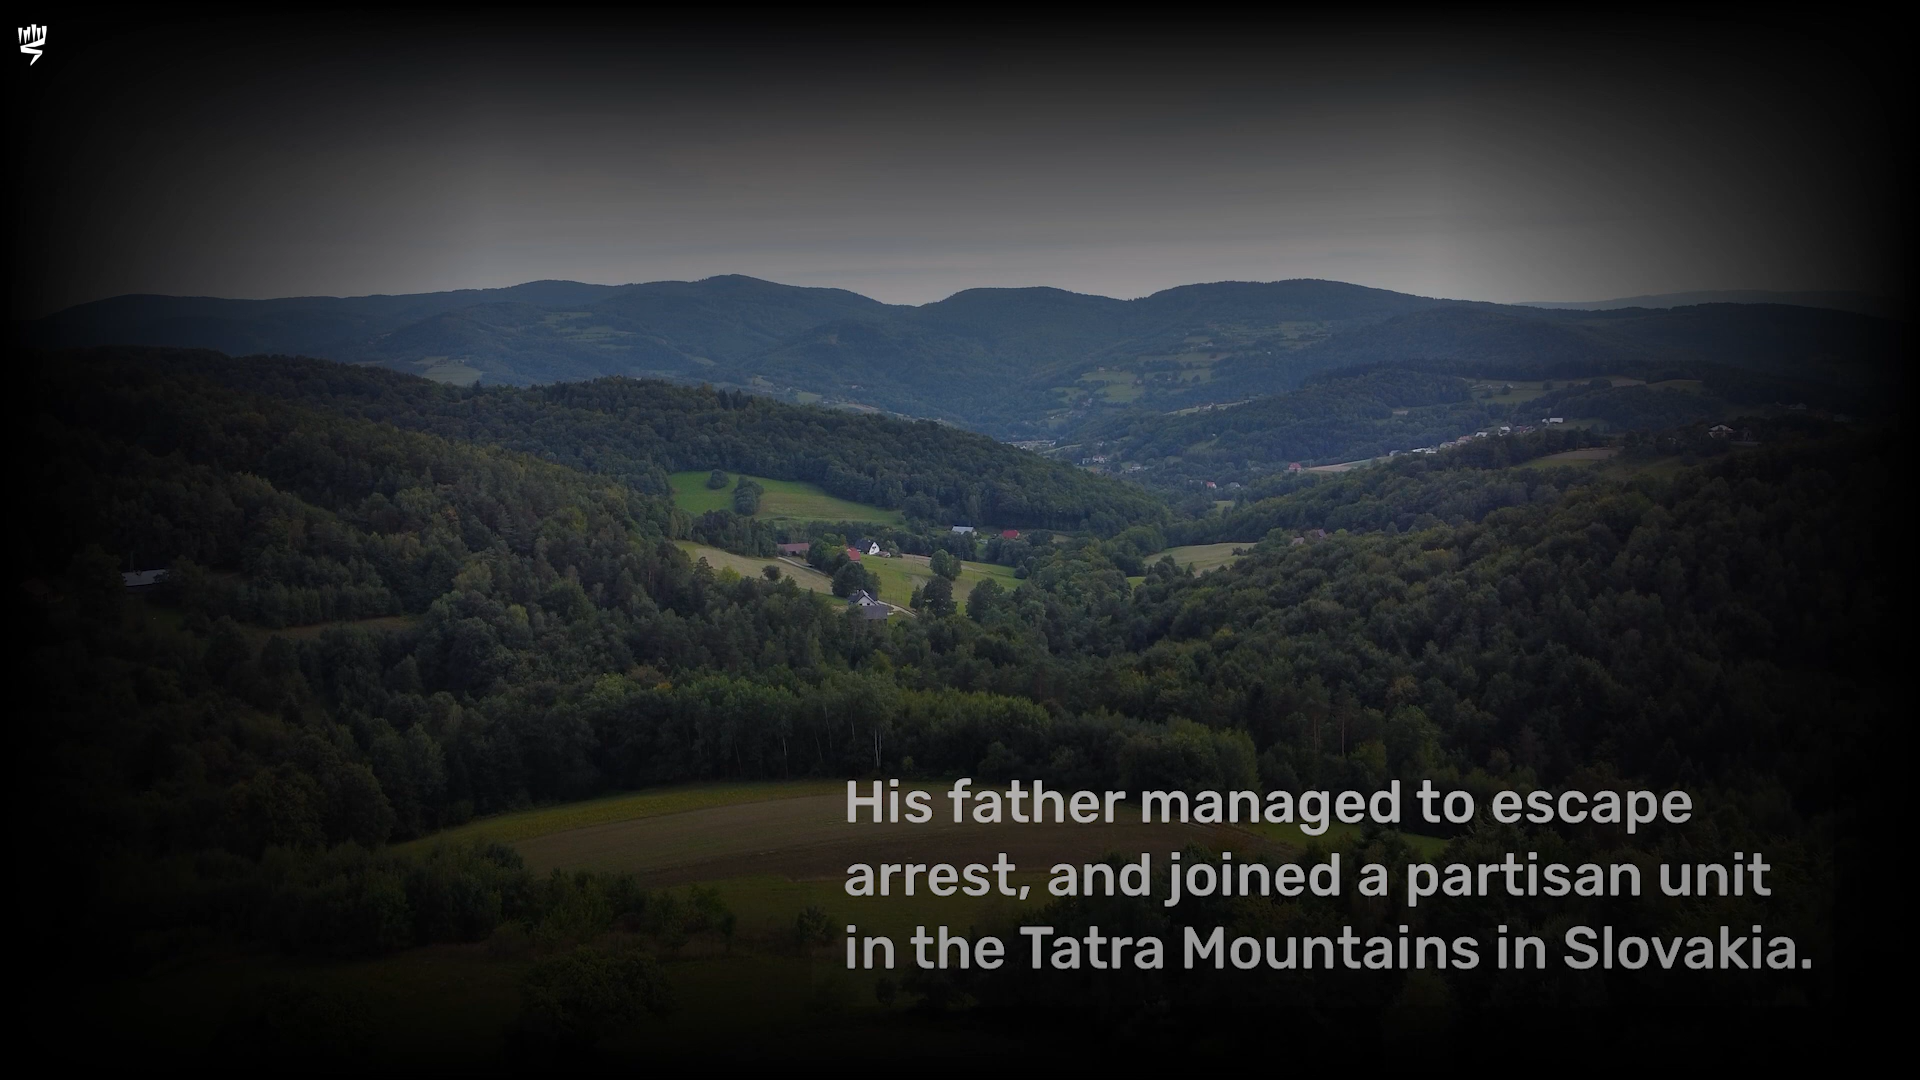 His father managed to escape
arrest, and joined a partisan unit
in the Tatra Mountains in Slovakia.